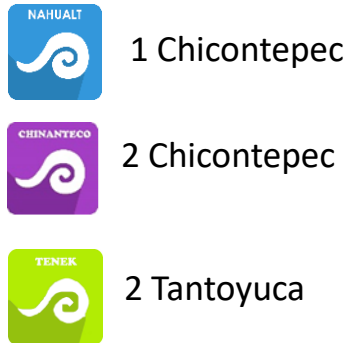 NAHUALT
1 Chicontepec
CHINANTECO
2 Chicontepec
TENEK
2 Tantoyuca